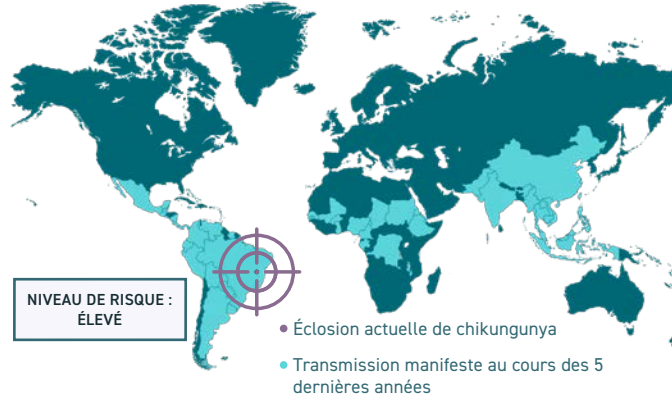 NIVEAU DE RISQUE :
ÉLEVÉ
• Éclosion actuelle de chikungunya
• Transmission manifeste au cours des 5
dernières années